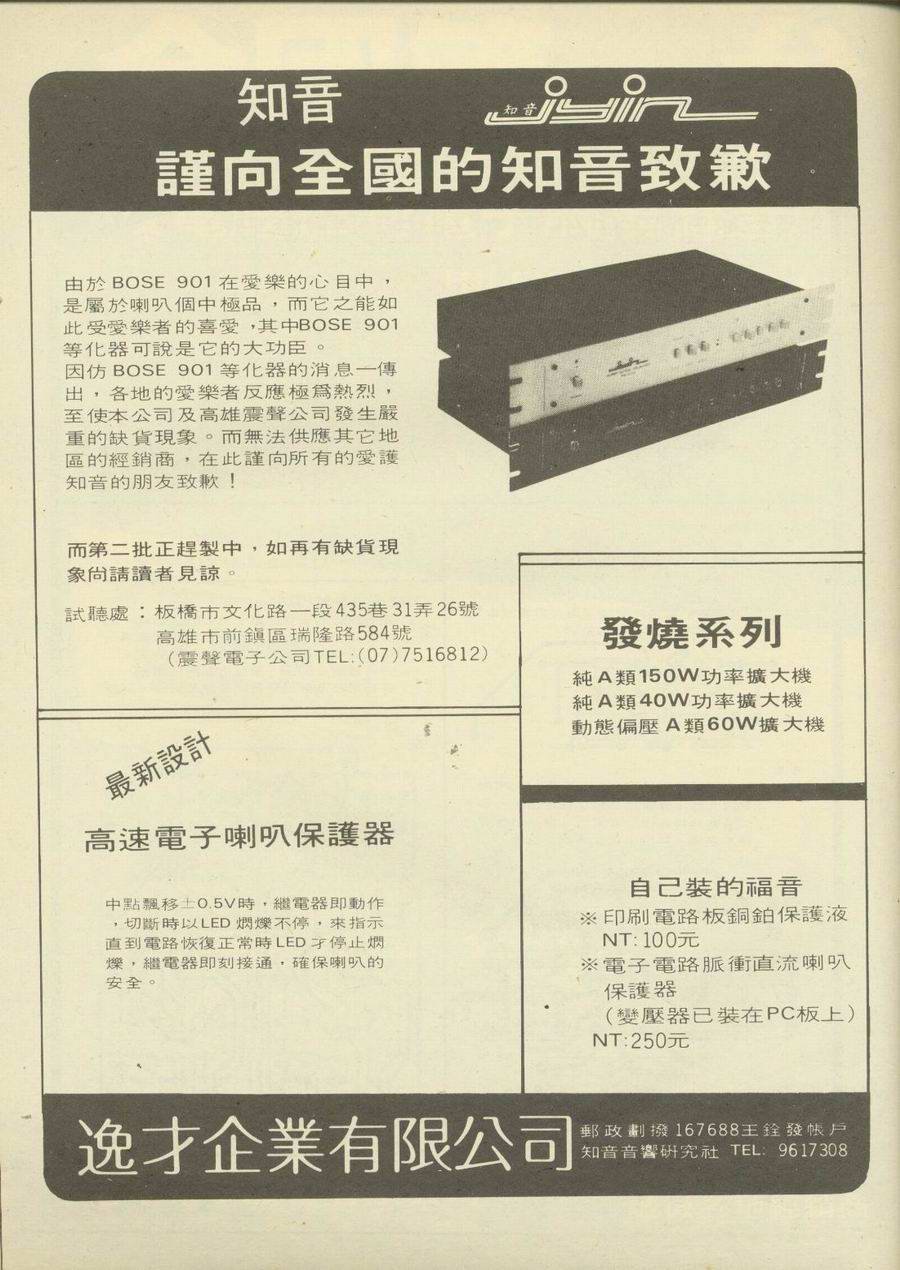 知音
知音 jyin
謹向全國的知音致歉
由於BOSE 901在愛樂的心目中，
是屬於喇叭個中極品，而它之能如
此受愛樂者的喜愛，其中BOSE 901
等化器可說是它的大功臣。
因仿BOSE 901等化器的消息一傳
出，各地的愛樂者反應極爲熱烈，
至使本公司及高雄震聲公司發生嚴
重的缺貨現象。而無法供應其它地
區的經銷商，在此謹向所有的愛護
知音的朋友致歉！
而第二批正趕製中，如再有缺貨現
象尙請讀者見諒。
試聽處：板橋市文化路一段435巷31弄26號
高雄市前鎭區瑞隆路584號
（震聲電子公司TEL:(07)7516812）
發燒系列
純A類150W功率擴大機
純A類40W功率擴大機
動態偏壓A類60W擴大機
最新設計
高速電子喇叭保護器
中點飄移±0.5V時，繼電器即動作
，切斷時以LED燜爍不停，來指示
直到電路恢復正常時LED才停止燜
爍，繼電器即刻接通，確保喇叭的
安全。
自己裝的福音
※印刷電路板銅鉑保護液
NT:100元
※電子電路脈衝直流喇叭
保護器
（變壓器已裝在PC板上）
NT:250元
逸才企業有限公司
郵政劃撥167688王銓發帳戶
知音音響硏究社 TEL: 9617308